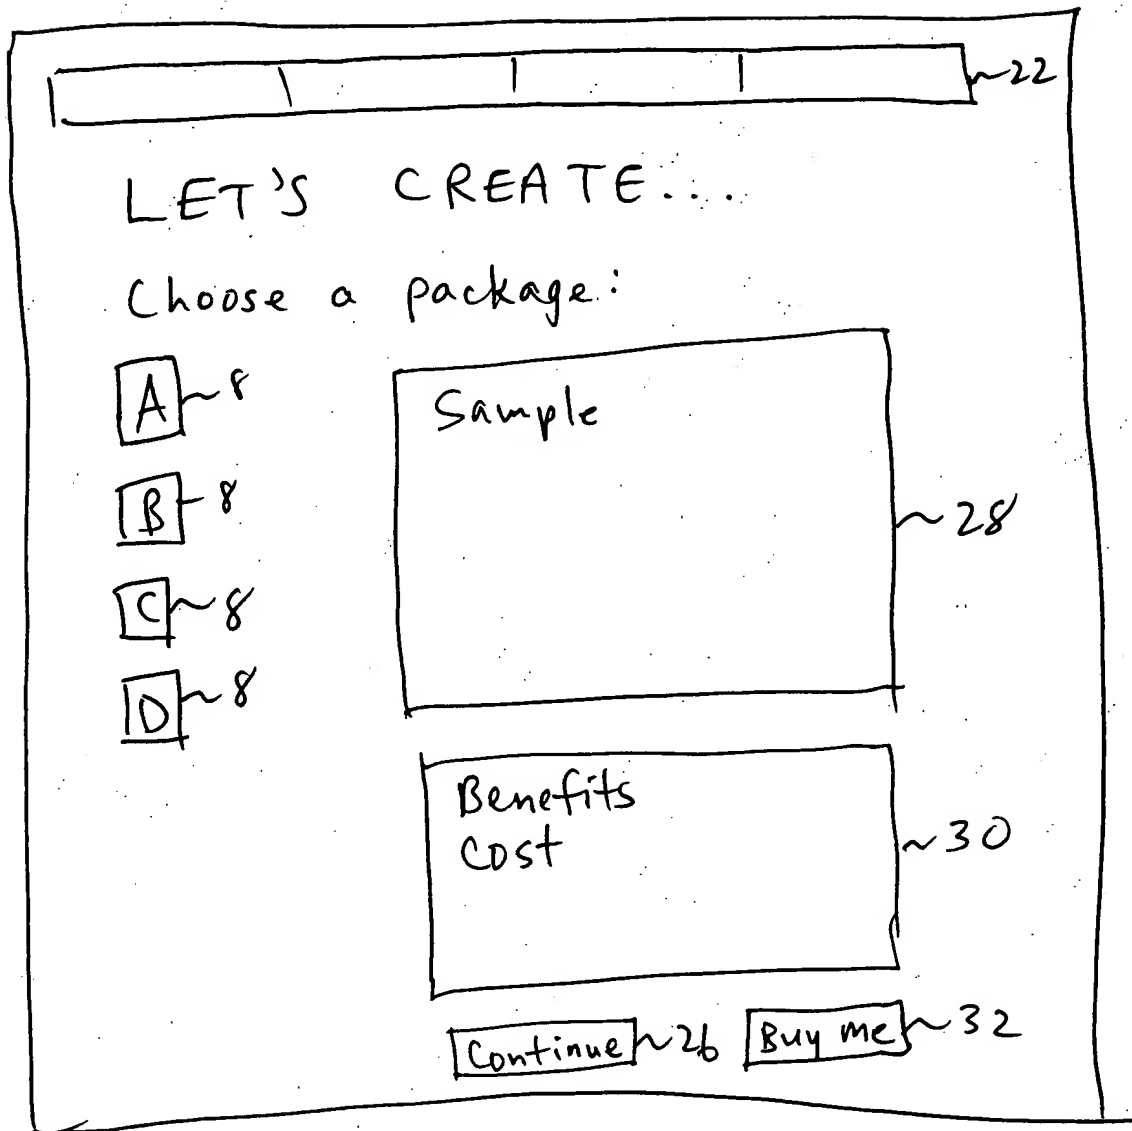 22
LET'S CREATE...
Choose a package:
A 8
Sample
B 8
28
C 8
D 8
Benefits
Cost
30
Continue 26 Buy me 32